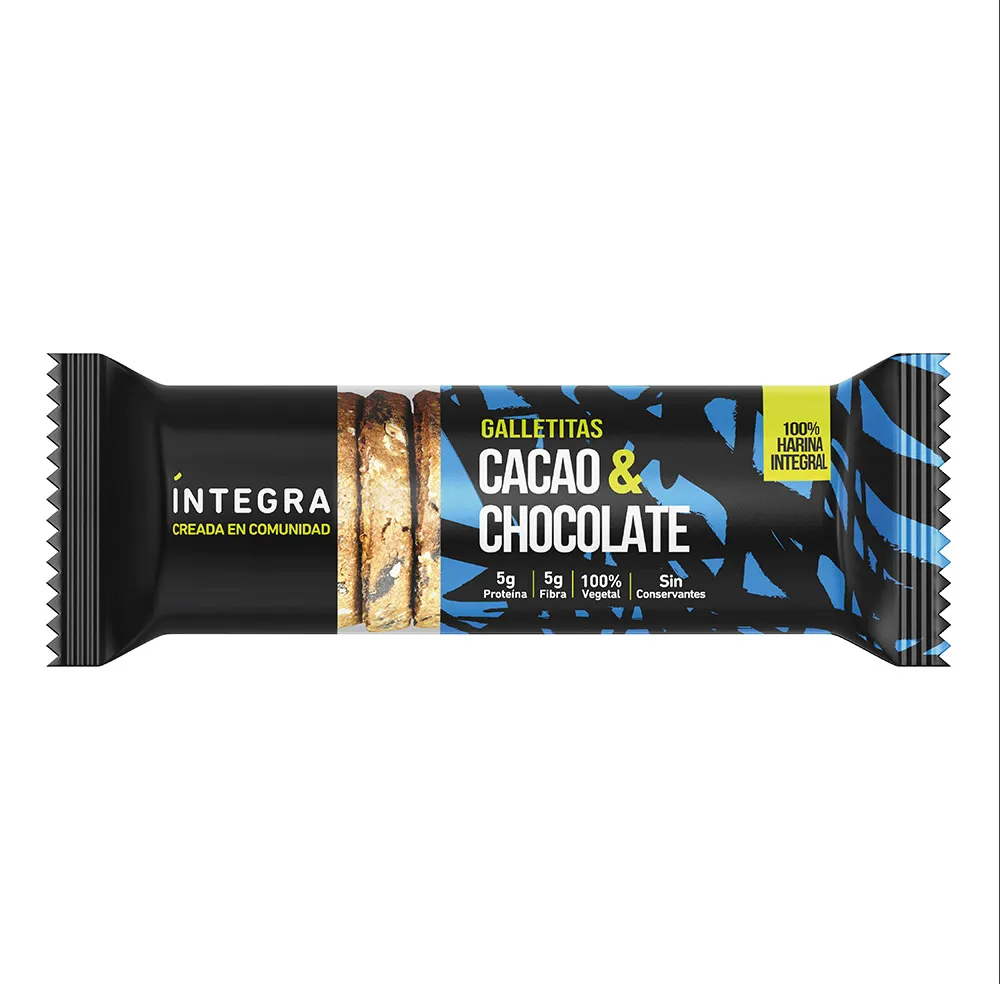 ÍNTEGRA
CREADA EN COMUNIDAD
GALLETITAS
CACAO &
CHOCOLATE
5g Proteína
5g Fibra
100% Vegetal
Sin Conservantes
100%
HARINA
INTEGRAL